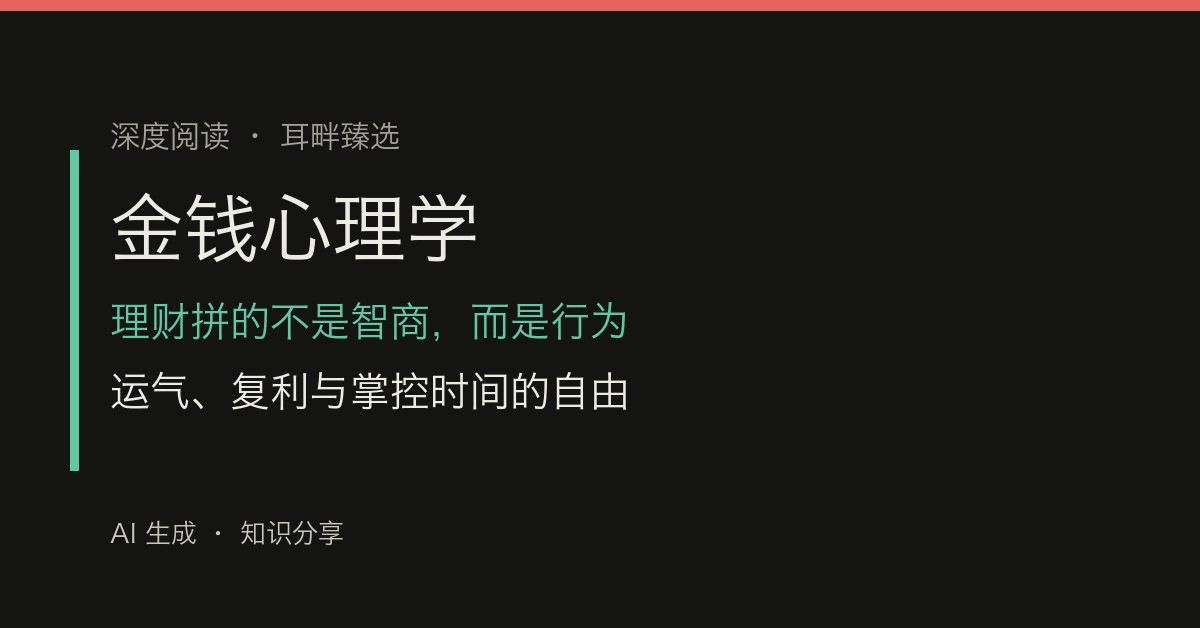 深度阅读 · 耳畔臻选
金钱心理学
理财拼的不是智商，而是行为
运气、复利与掌控时间的自由
AI 生成 · 知识分享